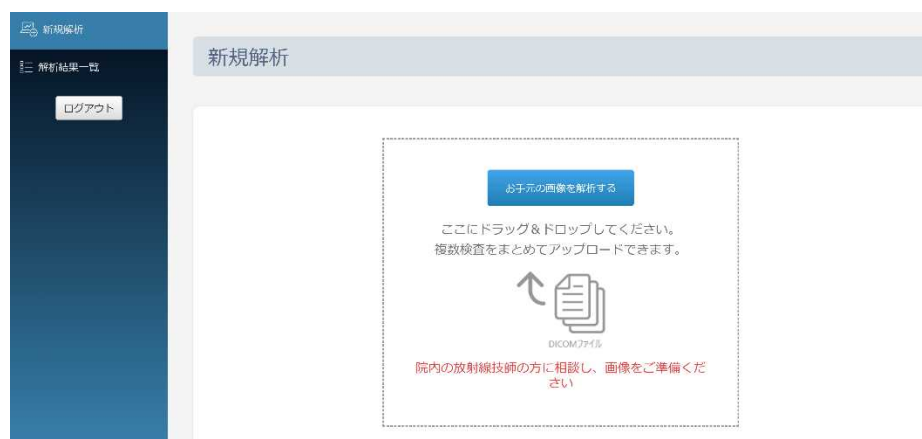 新規解析
解析結果一覧
ログアウト
新規解析
お手元の画像を解析する
ここにドラッグ&ドロップしてください。
複数検査をまとめてアップロードできます。
DICOMファイル
院内の放射線技師の方に相談し、画像をご準備くだ
さい